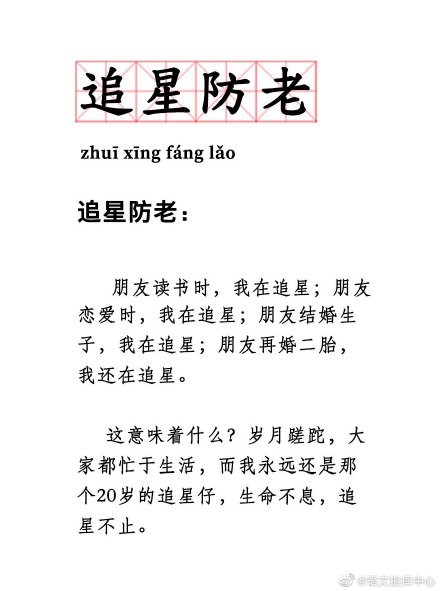 追星防老
zhuī xīng fáng lǎo
追星防老：
朋友读书时，我在追星；朋友
恋爱时，我在追星；朋友结婚生
子，我在追星；朋友再婚二胎，
我还在追星。
这意味着什么？岁月蹉跎，大
家都忙于生活，而我永远还是那
个20岁的追星仔，生命不息，追
星不止。
@语文指挥中心